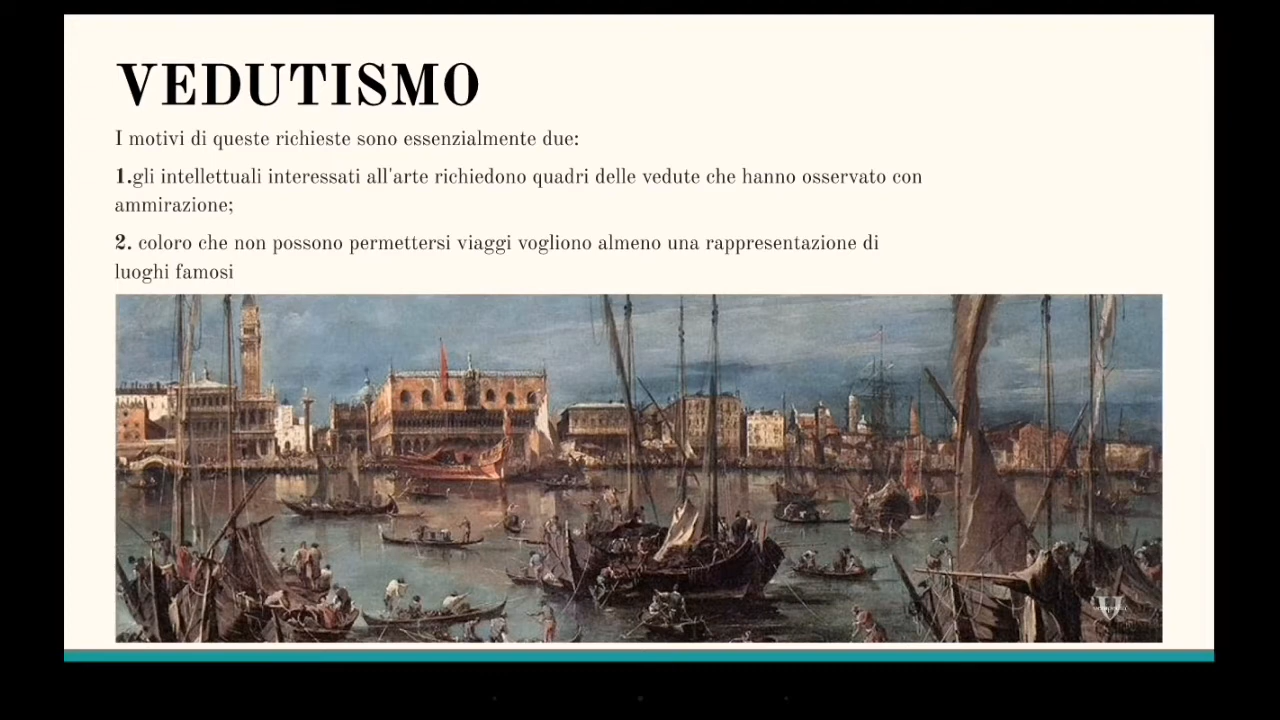 VEDUTISMO
I motivi di queste richieste sono essenzialmente due:
1.gli intellettuali interessati all'arte richiedono quadri delle vedute che hanno osservato con
ammirazione;
2. coloro che non possono permettersi viaggi vogliono almeno una rappresentazione di
luoghi famosi